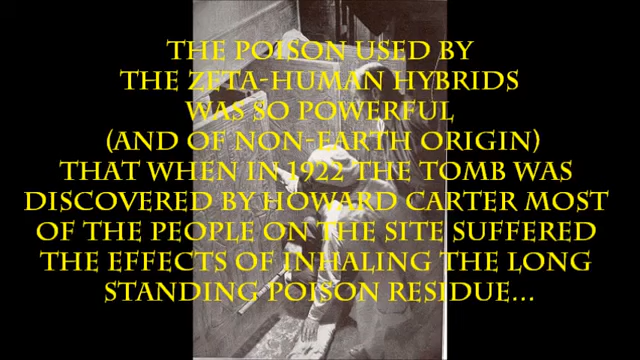 THE POISON USED BY
THE ZETA-HUMAN HYBRIDS
WAS SO POWERFUL
(AND OF NON-EARTH ORIGIN)
THAT WHEN IN 1922 THE TOMB WAS
DISCOVERED BY HOWARD CARTER MOST
OF THE PEOPLE ON THE SITE SUFFERED
THE EFFECTS OF INHALING THE LONG
STANDING POISON RESIDUE...